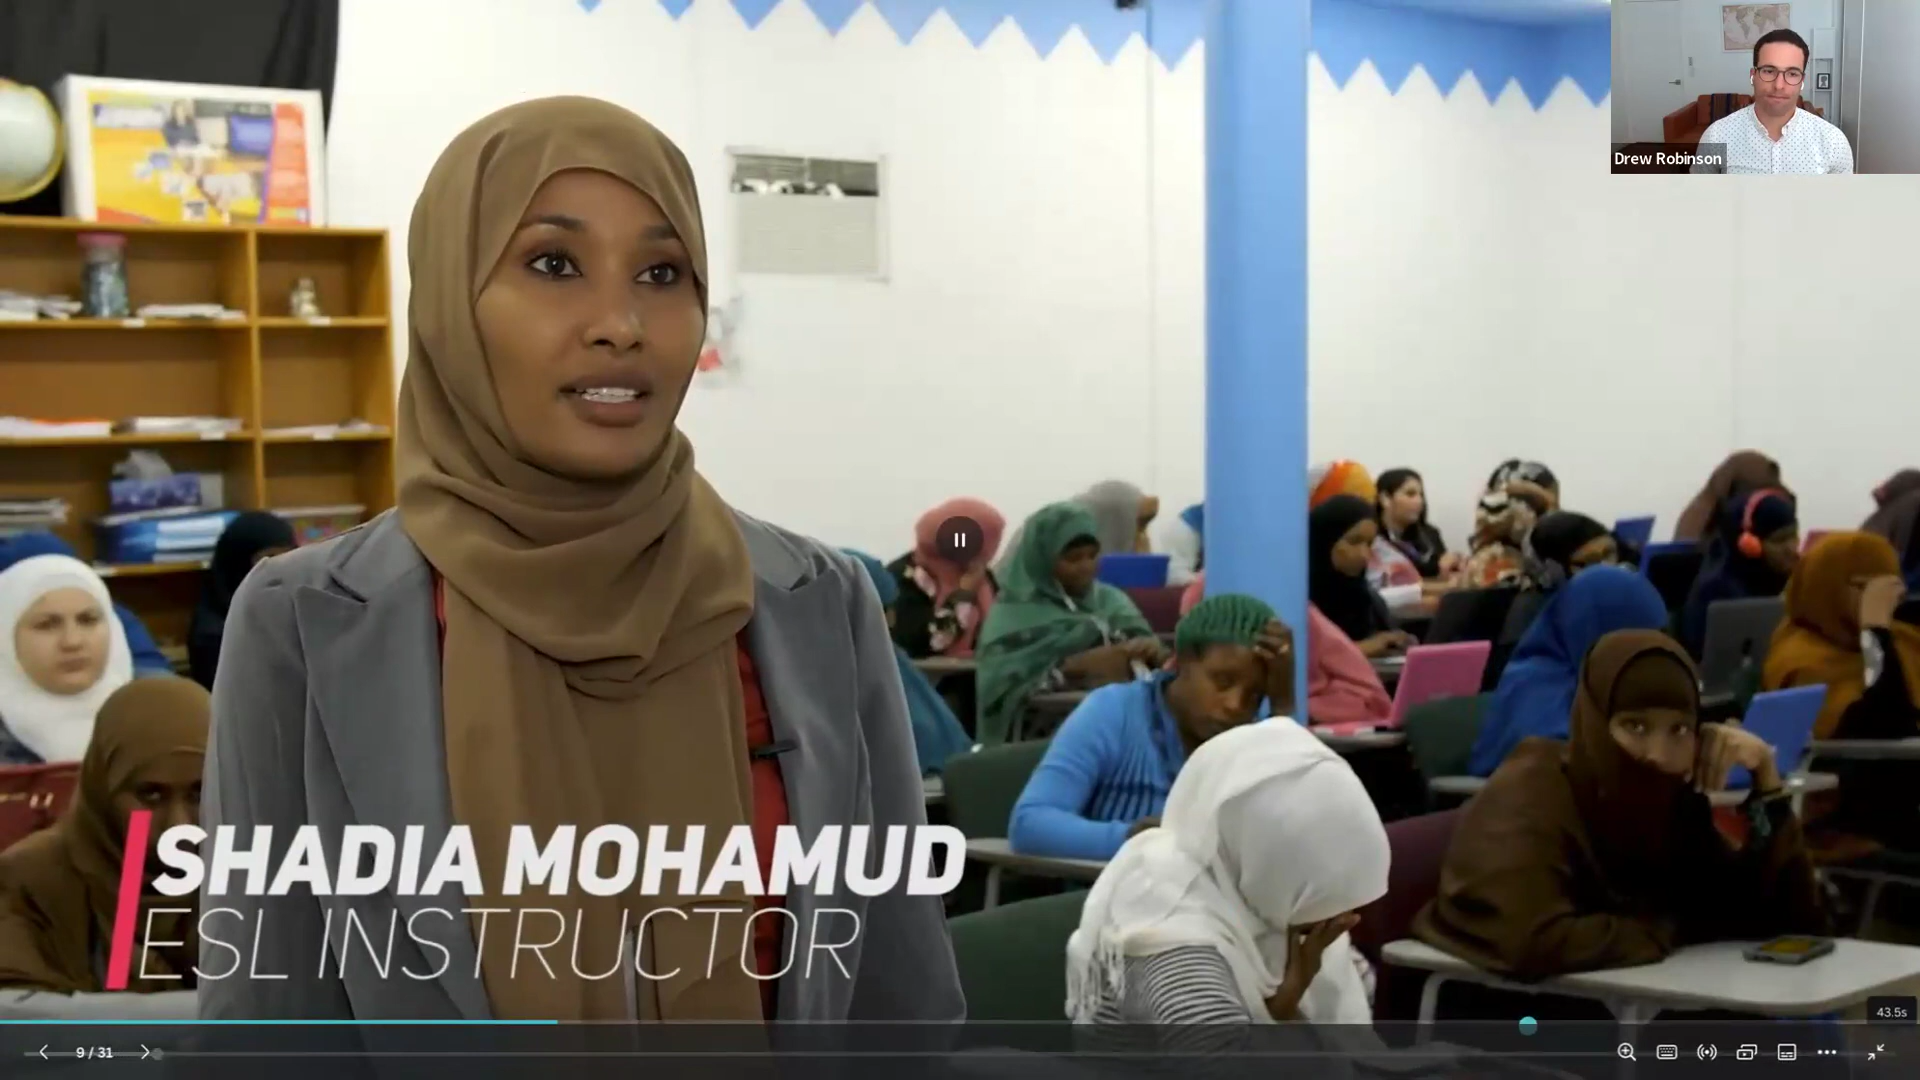 Drew Robinson
SHADIA MOHAMUD
ESL INSTRUCTOR
43.5s
9 / 31